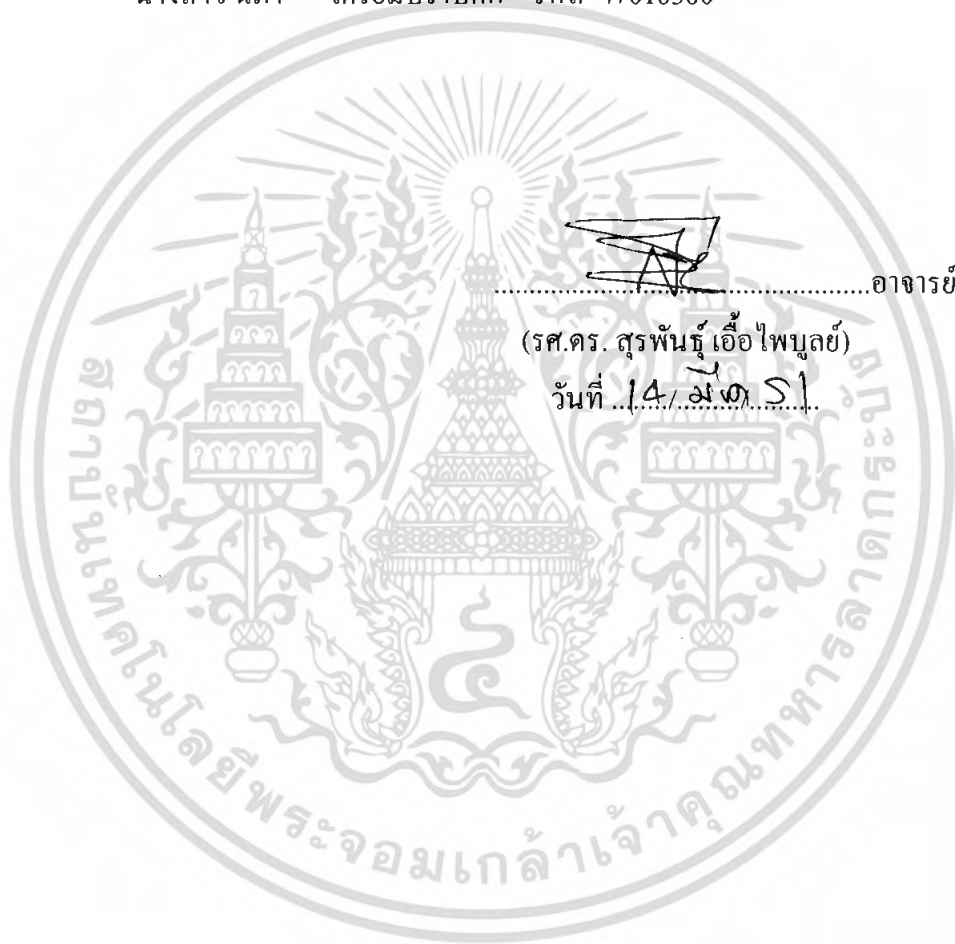 อาจารย์
(รศ.ดร. สุรพันธุ์ เอื้อไพบูลย์)
วันที่ 14/ มีค/ 51
สถาบันเทคโนโลยีพระจอมเกล้าเจ้าคุณทหารลาดกระบัง